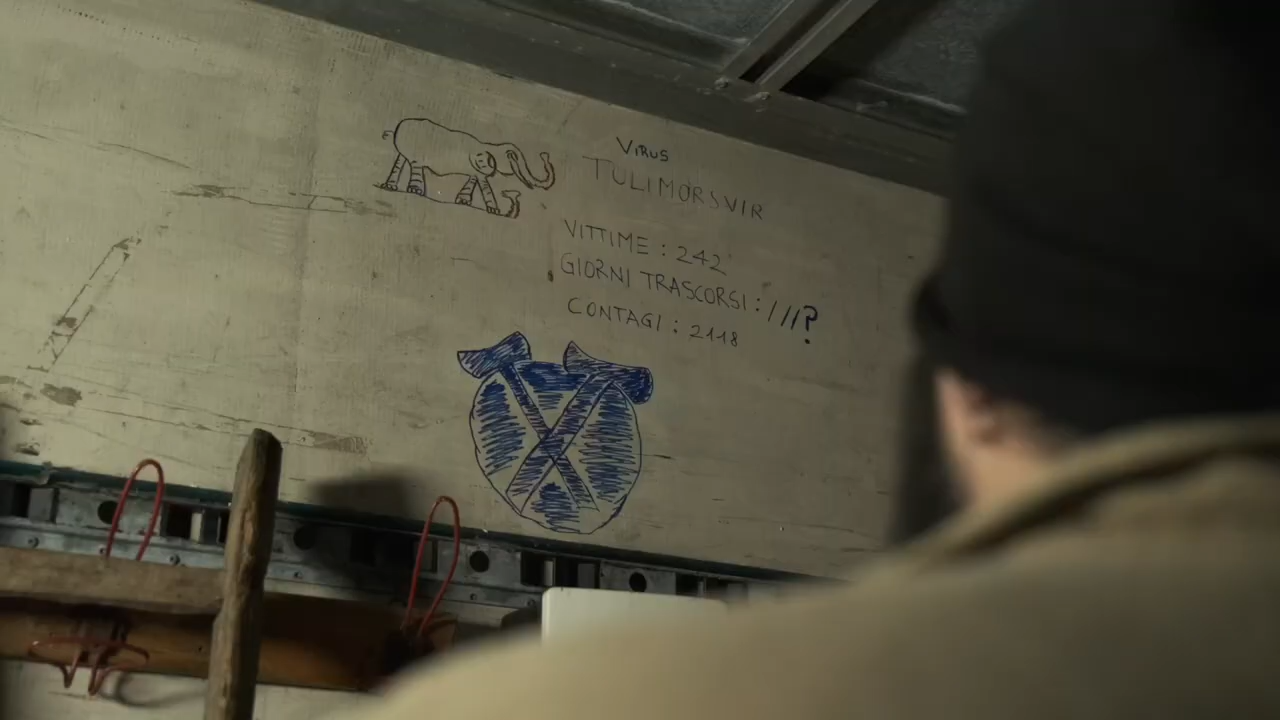 VIRUS
TULIMORSVIR
VITTIME : 242
GIORNI TRASCORSI : ///?
CONTAGI : 2118